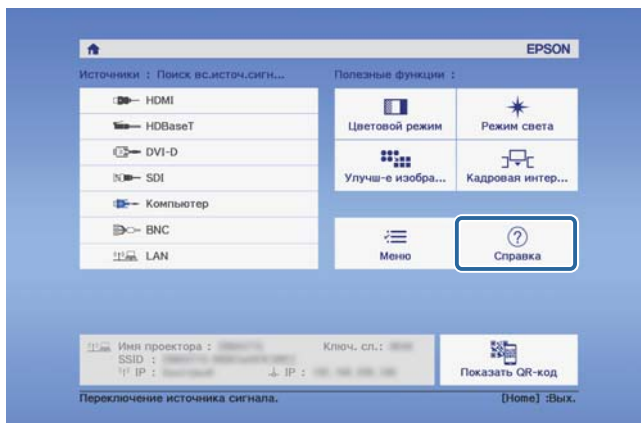 EPSON
Источники : Поиск вс.источ.сигн...
Полезные функции :
HDMI
HDBaseT
DVI-D
SDI
Компьютер
BNC
LAN
Цветовой режим
Режим света
Улучш-е изобра...
Кадровая интер...
Меню
Справка
Имя проектора :
Ключ. сл.:
SSID :
IP :
IP :
Показать QR-код
Переключение источника сигнала.
[Home] :Вых.